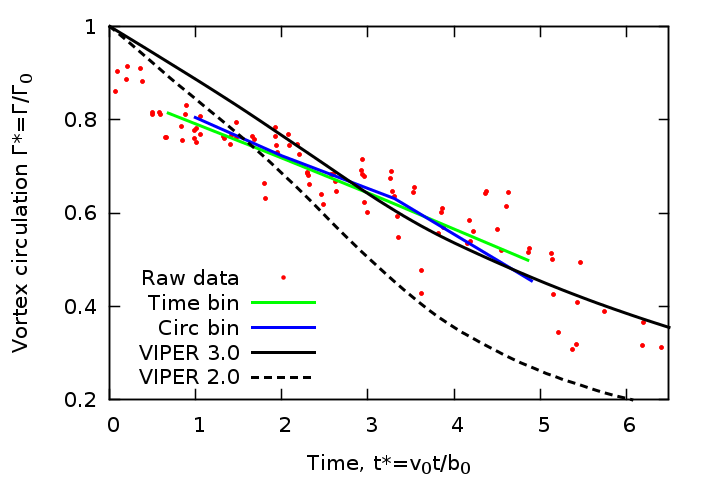 Vortex circulation Γ*=Γ/Γ₀
1
0.8
0.6
0.4
0.2
Raw data
Time bin
Circ bin
VIPER 3.0
VIPER 2.0
0 1 2 3 4 5 6
Time, t*=v₀t/b₀